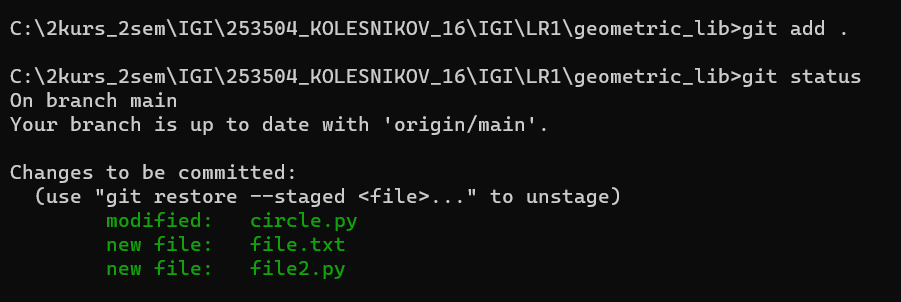 C:\2kurs_2sem\IGI\253504_KOLESNIKOV_16\IGI\LR1\geometric_lib>git add .
C:\2kurs_2sem\IGI\253504_KOLESNIKOV_16\IGI\LR1\geometric_lib>git status
On branch main
Your branch is up to date with 'origin/main'.
Changes to be committed:
  (use "git restore --staged <file>..." to unstage)
        modified:   circle.py
        new file:   file.txt
        new file:   file2.py